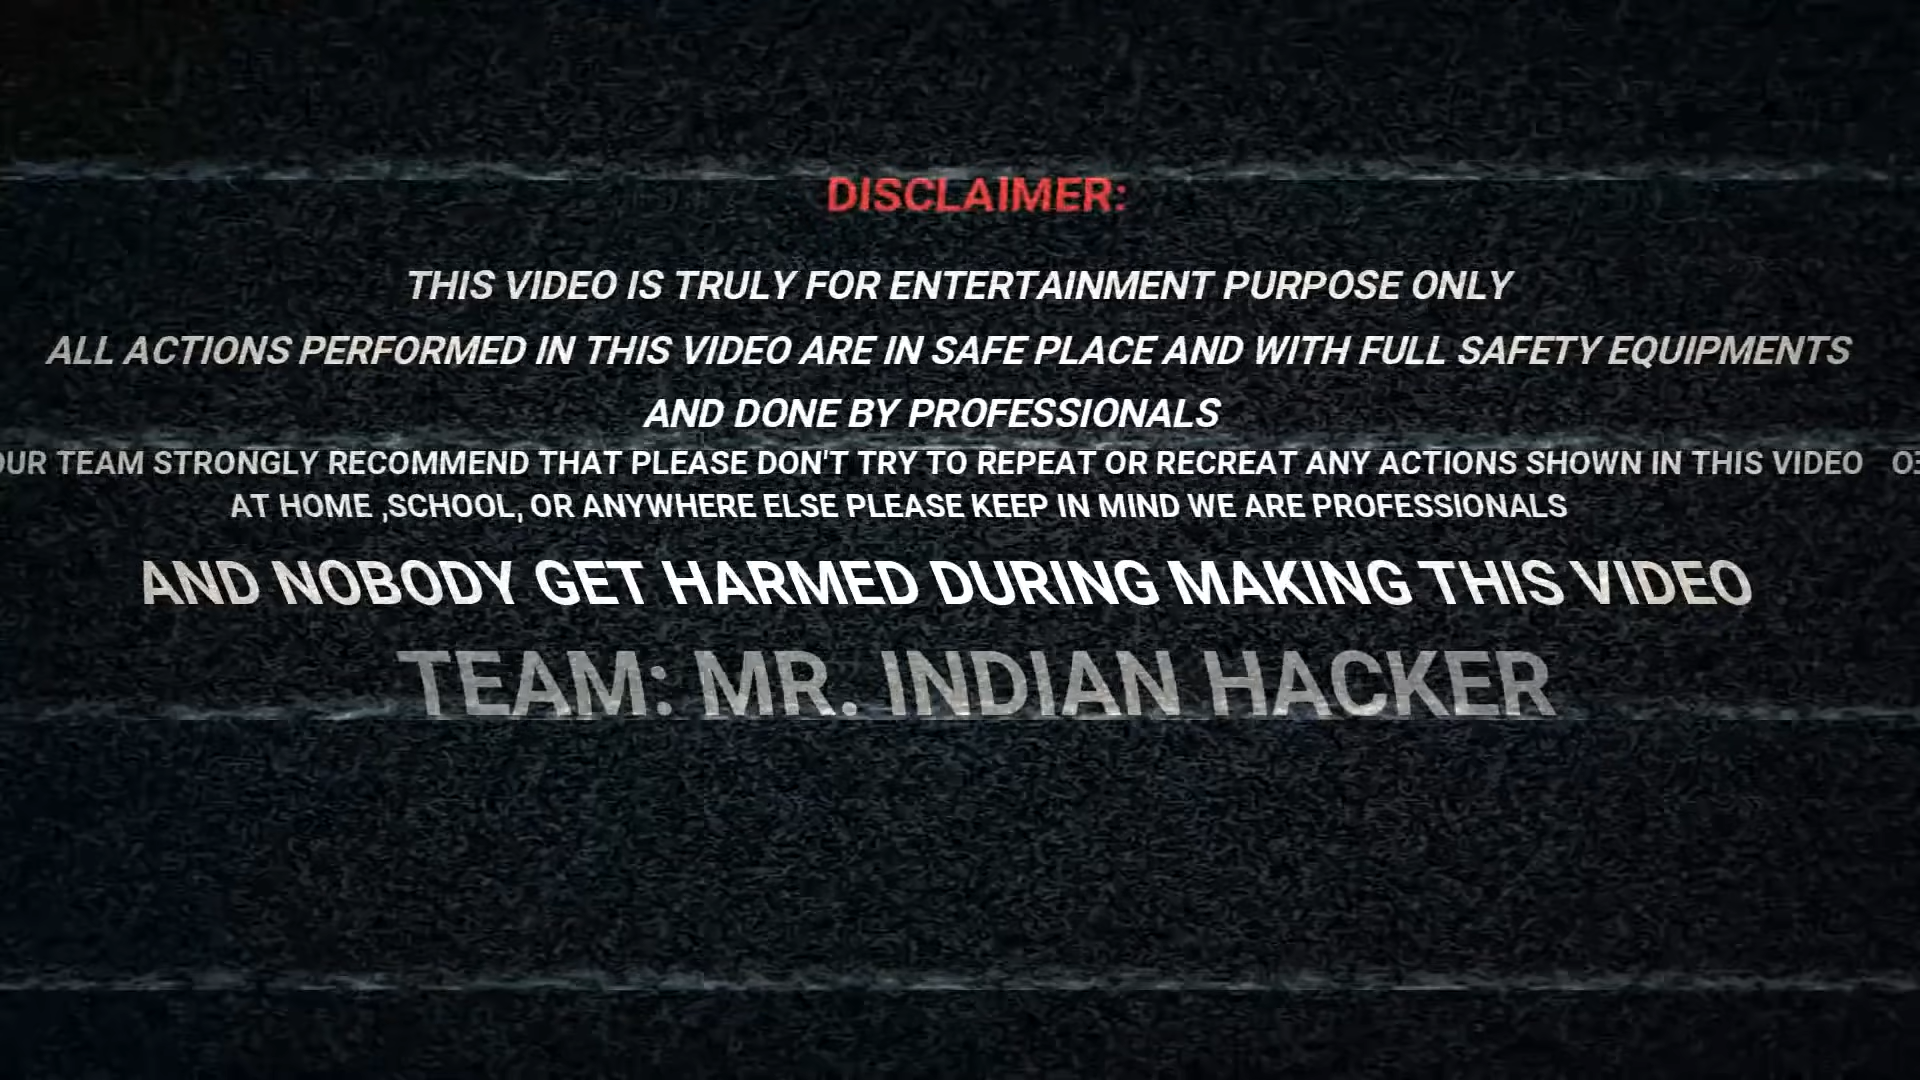 DISCLAIMER:
THIS VIDEO IS TRULY FOR ENTERTAINMENT PURPOSE ONLY
ALL ACTIONS PERFORMED IN THIS VIDEO ARE IN SAFE PLACE AND WITH FULL SAFETY EQUIPMENTS
AND DONE BY PROFESSIONALS
OUR TEAM STRONGLY RECOMMEND THAT PLEASE DON'T TRY TO REPEAT OR RECREAT ANY ACTIONS SHOWN IN THIS VIDEO
AT HOME ,SCHOOL, OR ANYWHERE ELSE PLEASE KEEP IN MIND WE ARE PROFESSIONALS
AND NOBODY GET HARMED DURING MAKING THIS VIDEO
TEAM: MR. INDIAN HACKER